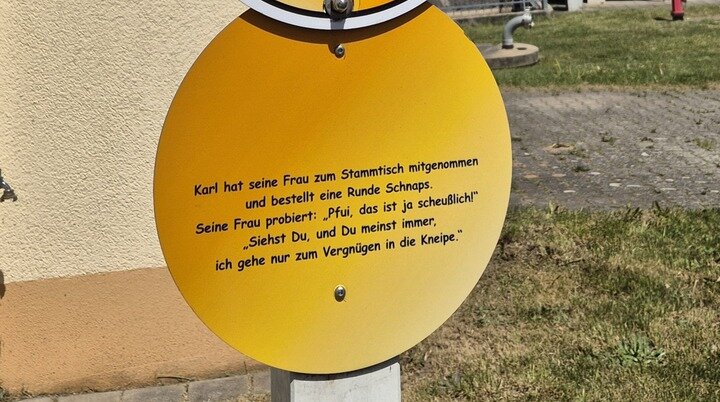 Karl hat seine Frau zum Stammtisch mitgenommen
und bestellt eine Runde Schnaps.
Seine Frau probiert: „Pfui, das ist ja scheußlich!“
„Siehst Du, und Du meinst immer,
ich gehe nur zum Vergnügen in die Kneipe.“